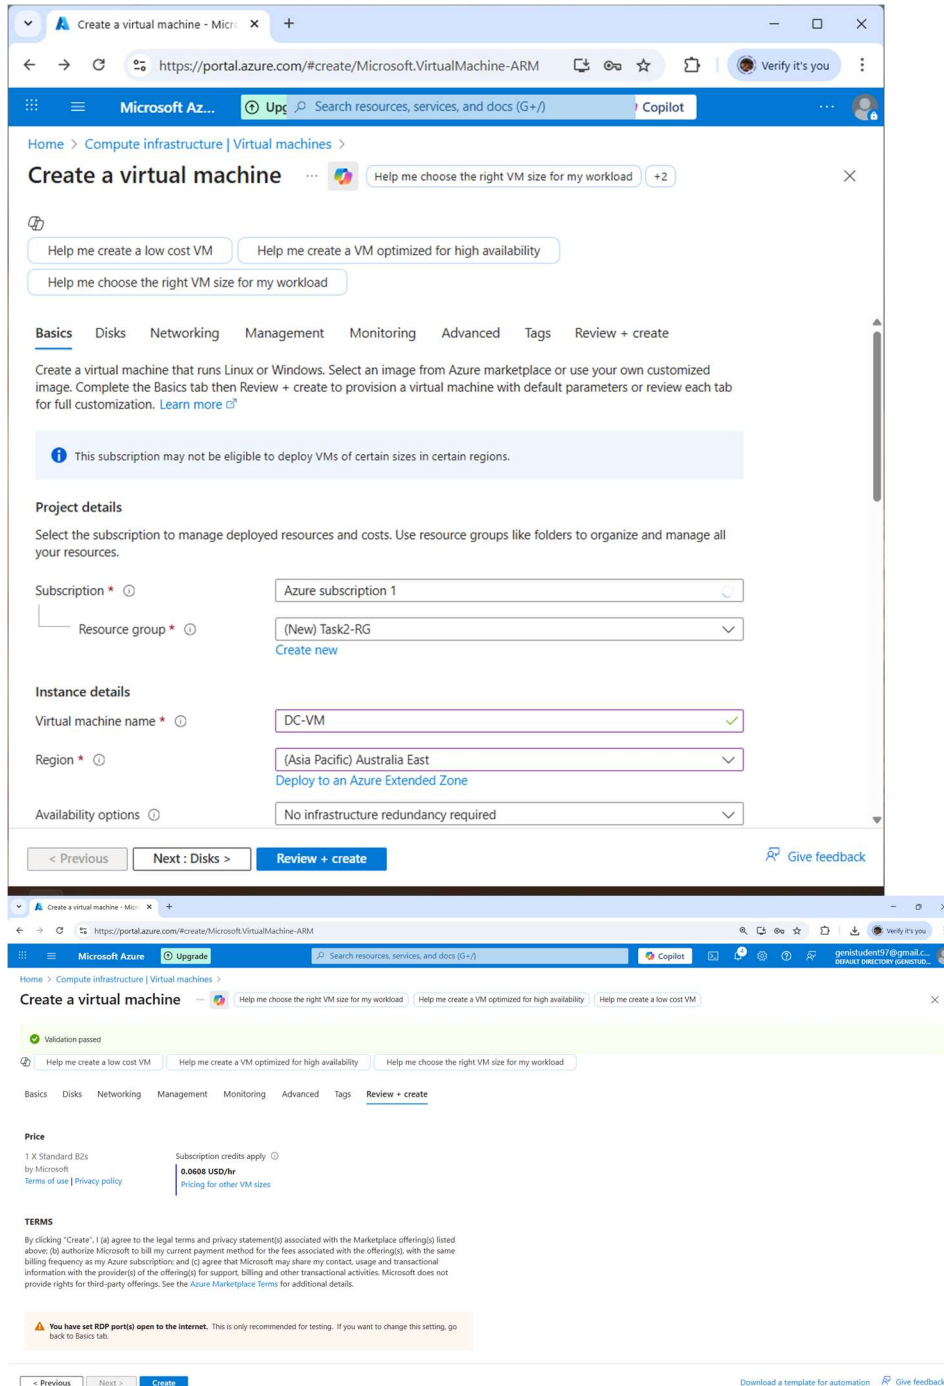 Create a virtual machine - Micro
https://portal.azure.com/#create/Microsoft.VirtualMachine-ARM
Verify it's you
Microsoft Az...
Upg
Search resources, services, and docs (G+/)
Copilot
Home > Compute infrastructure | Virtual machines >
Create a virtual machine
Help me choose the right VM size for my workload
+2
Help me create a low cost VM
Help me create a VM optimized for high availability
Help me choose the right VM size for my workload
Basics Disks Networking Management Monitoring Advanced Tags Review + create
Create a virtual machine that runs Linux or Windows. Select an image from Azure marketplace or use your own customized
image. Complete the Basics tab then Review + create to provision a virtual machine with default parameters or review each tab
for full customization. Learn more
This subscription may not be eligible to deploy VMs of certain sizes in certain regions.
Project details
Select the subscription to manage deployed resources and costs. Use resource groups like folders to organize and manage all
your resources.
Subscription * Azure subscription 1
Resource group * (New) Task2-RG
Create new
Instance details
Virtual machine name * DC-VM
Region * (Asia Pacific) Australia East
Deploy to an Azure Extended Zone
Availability options No infrastructure redundancy required
< Previous Next : Disks > Review + create Give feedback
Create a virtual machine - Micr
https://portal.azure.com/#create/Microsoft.VirtualMachine-ARM
Verify it's you
Microsoft Azure
Upgrade
Search resources, services, and docs (G+/)
Copilot
4
genistudent97@gmail.c...
DEFAULT DIRECTORY (GENISTUD...
Home > Compute infrastructure | Virtual machines >
Create a virtual machine
Help me choose the right VM size for my workload
Help me create a VM optimized for high availability
Help me create a low cost VM
Validation passed
Help me create a low cost VM
Help me create a VM optimized for high availability
Help me choose the right VM size for my workload
Basics Disks Networking Management Monitoring Advanced Tags Review + create
Price
1 X Standard B2s
by Microsoft
Terms of use | Privacy policy
Subscription credits apply
0.0608 USD/hr
Pricing for other VM sizes
TERMS
By clicking "Create", I (a) agree to the legal terms and privacy statement(s) associated with the Marketplace offering(s) listed
above; (b) authorize Microsoft to bill my current payment method for the fees associated with the offering(s), with the same
billing frequency as my Azure subscription; and (c) agree that Microsoft may share my contact, usage and transactional
information with the provider(s) of the offering(s) for support, billing and other transactional activities. Microsoft does not
provide rights for third-party offerings. See the Azure Marketplace Terms for additional details.
You have set RDP port(s) open to the internet. This is only recommended for testing. If you want to change this setting, go
back to Basics tab.
< Previous Next > Create Download a template for automation Give feedback